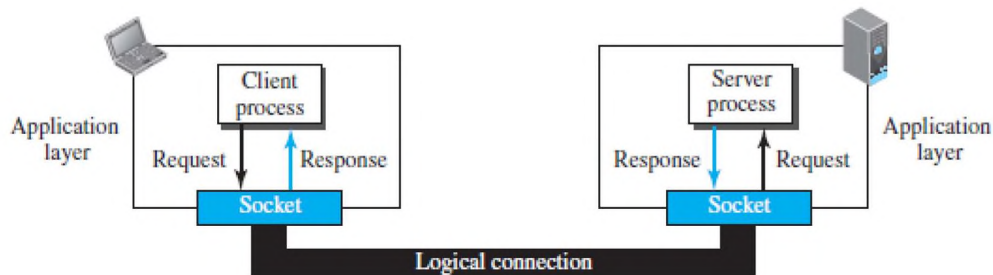 Application
layer
Client
process
Request
Response
Socket
Server
process
Response
Request
Socket
Application
layer
Logical connection